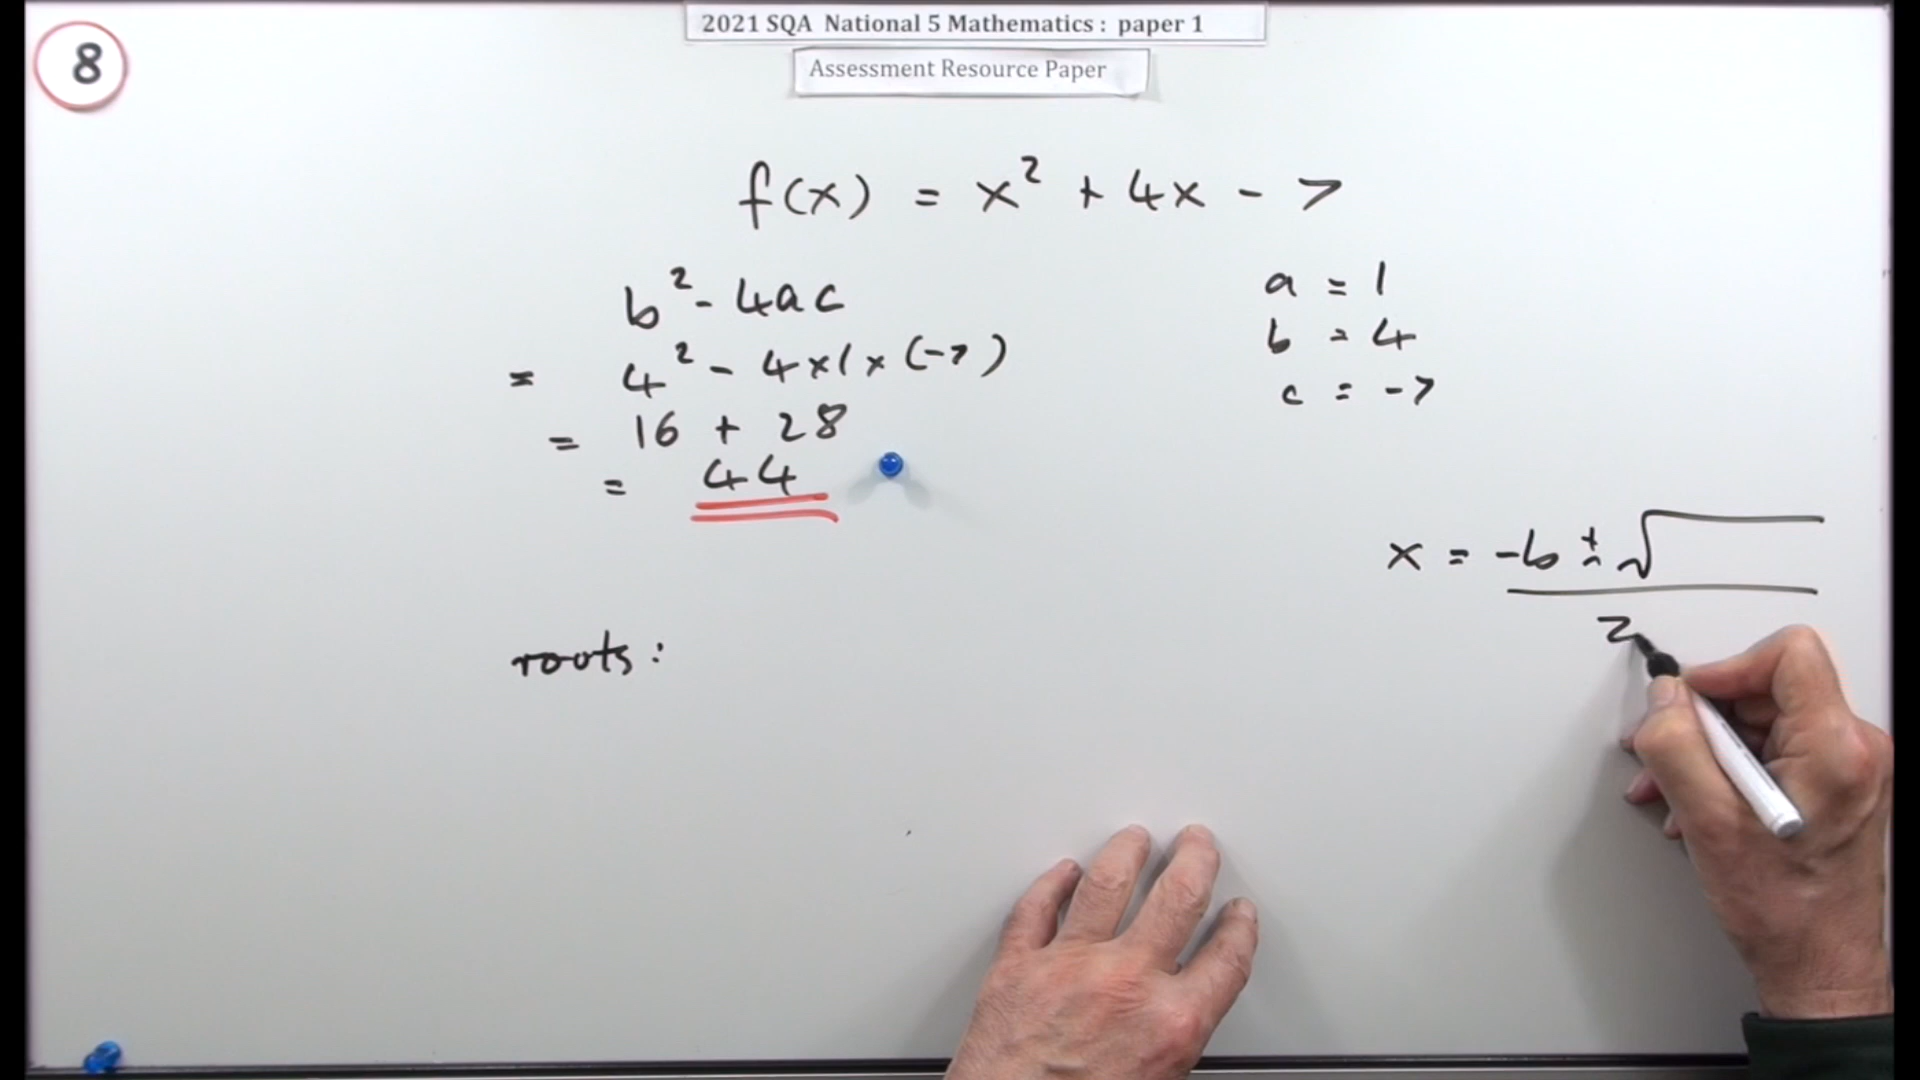 8
2021 SQA National 5 Mathematics : paper 1
Assessment Resource Paper
f(x) = x² + 4x - 7
b² - 4ac
= 4² - 4×1×(-7)
= 16 + 28
= 44
a = 1
b = 4
c = -7
x = -b ± √
2
roots :